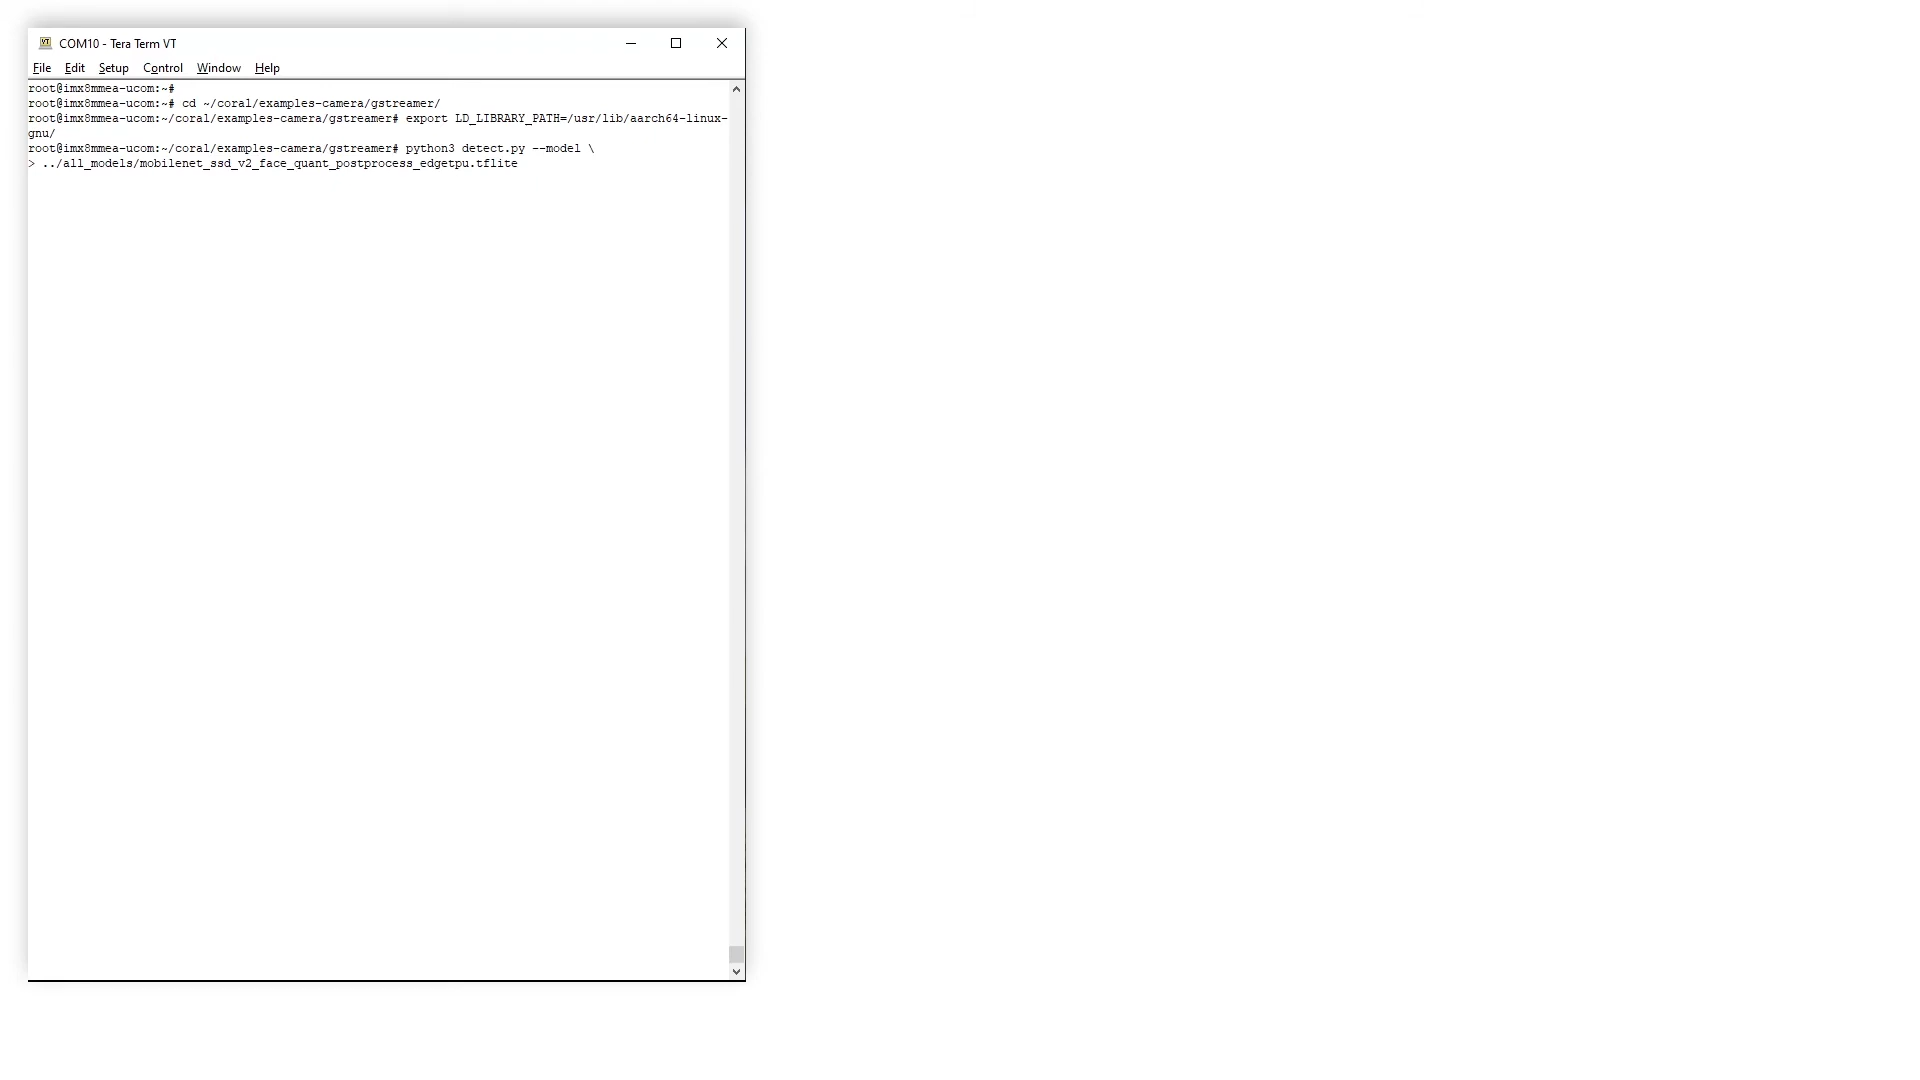 COM10 - Tera Term VT
File Edit Setup Control Window Help
root@imx8mmea-ucom:~#
root@imx8mmea-ucom:~# cd ~/coral/examples-camera/gstreamer/
root@imx8mmea-ucom:~/coral/examples-camera/gstreamer# export LD_LIBRARY_PATH=/usr/lib/aarch64-linux-
gnu/
root@imx8mmea-ucom:~/coral/examples-camera/gstreamer# python3 detect.py --model \
> ../all_models/mobilenet_ssd_v2_face_quant_postprocess_edgetpu.tflite